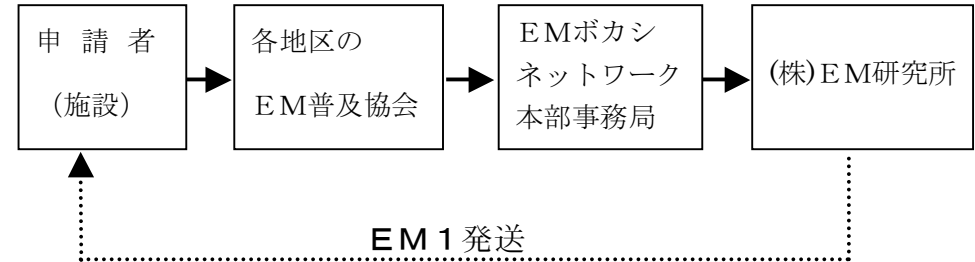 申 請 者
（施設）
各地区の
ＥＭ普及協会
ＥＭボカシ
ネットワーク
本部事務局
(株)ＥＭ研究所
ＥＭ１発送